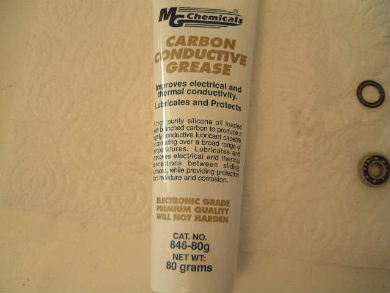 MG Chemicals
CARBON
CONDUCTIVE
GREASE
Improves electrical and
thermal conductivity.
Lubricates and Protects
purity silicone oil loaded
carbon to produce a
conductive lubricant capable
over a broad range of
Lubricates and
electrical and thermal
between sliding
while providing protection
moisture and corrosion.
ELECTRONIC GRADE
PREMIUM QUALITY
WILL NOT HARDEN
CAT. NO.
846-80g
NET WT:
80 grams